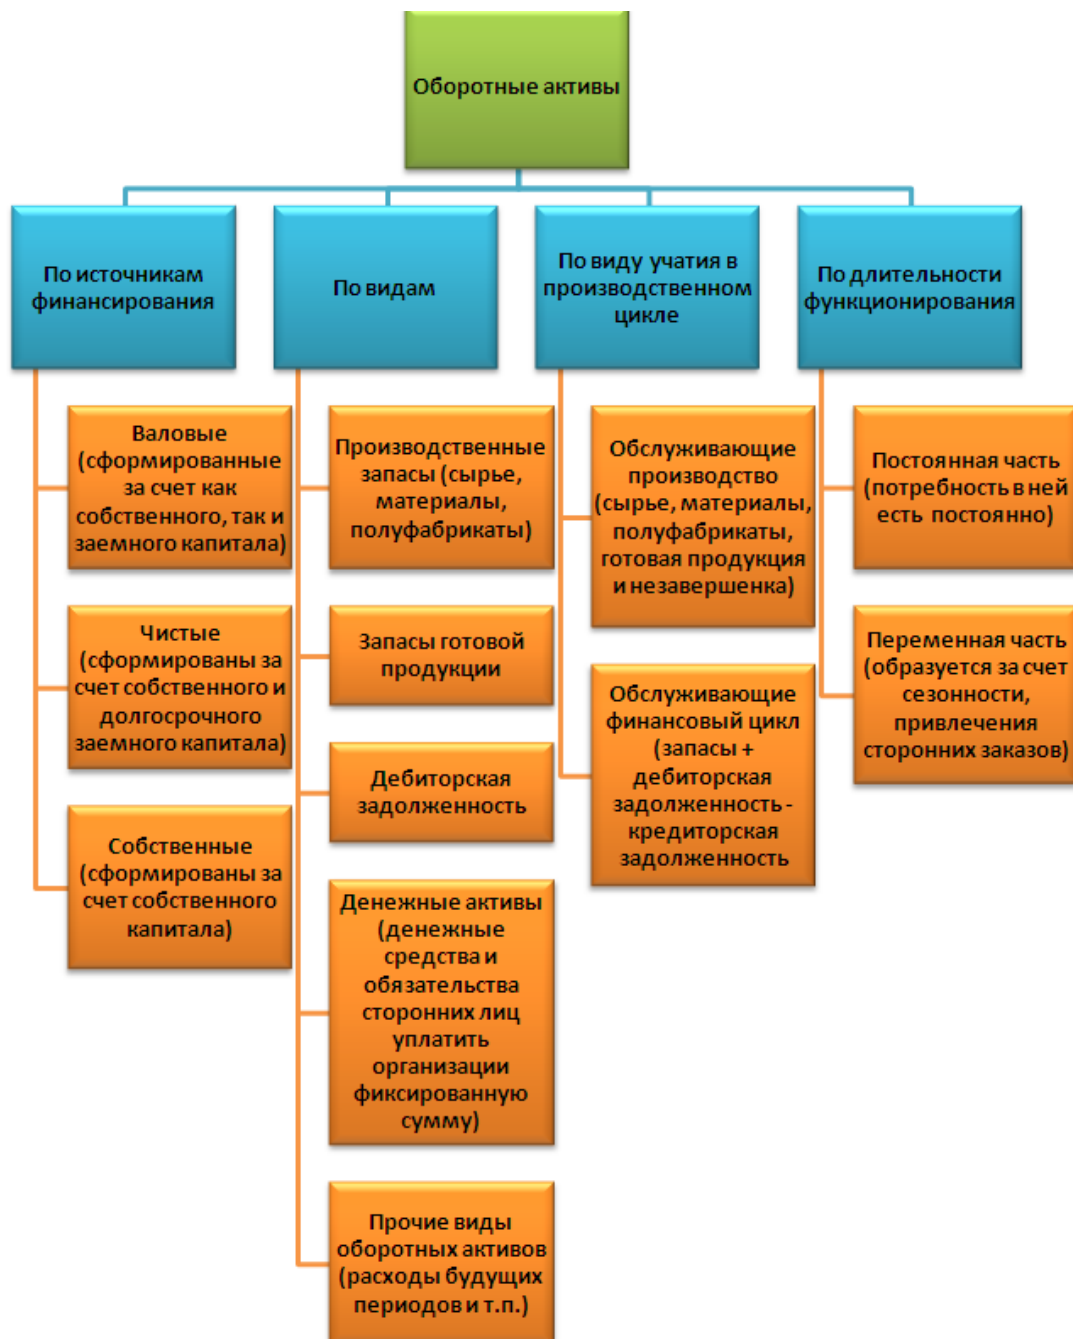 Оборотные активы
По источникам
финансирования
По видам
По виду учатия в
производственном
цикле
По длительности
функционирования
Валовые
(сформированные
за счет как
собственного, так и
заемного капитала)
Чистые
(сформированы за
счет собственного и
долгосрочного
заемного капитала)
Собственные
(сформированы за
счет собственного
капитала)
Производственные
запасы (сырье,
материалы,
полуфабрикаты)
Запасы готовой
продукции
Дебиторская
задолженность
Денежные активы
(денежные
средства и
обязательства
сторонних лиц
уплатить
организации
фиксированную
сумму)
Прочие виды
оборотных активов
(расходы будущих
периодов и т.п.)
Обслуживающие
производство
(сырье, материалы,
полуфабрикаты,
готовая продукция
и незавершенка)
Обслуживающие
финансовый цикл
(запасы +
дебиторская
задолженность -
кредиторская
задолженность
Постоянная часть
(потребность в ней
есть постоянно)
Переменная часть
(образуется за счет
сезонности,
привлечения
сторонних заказов)